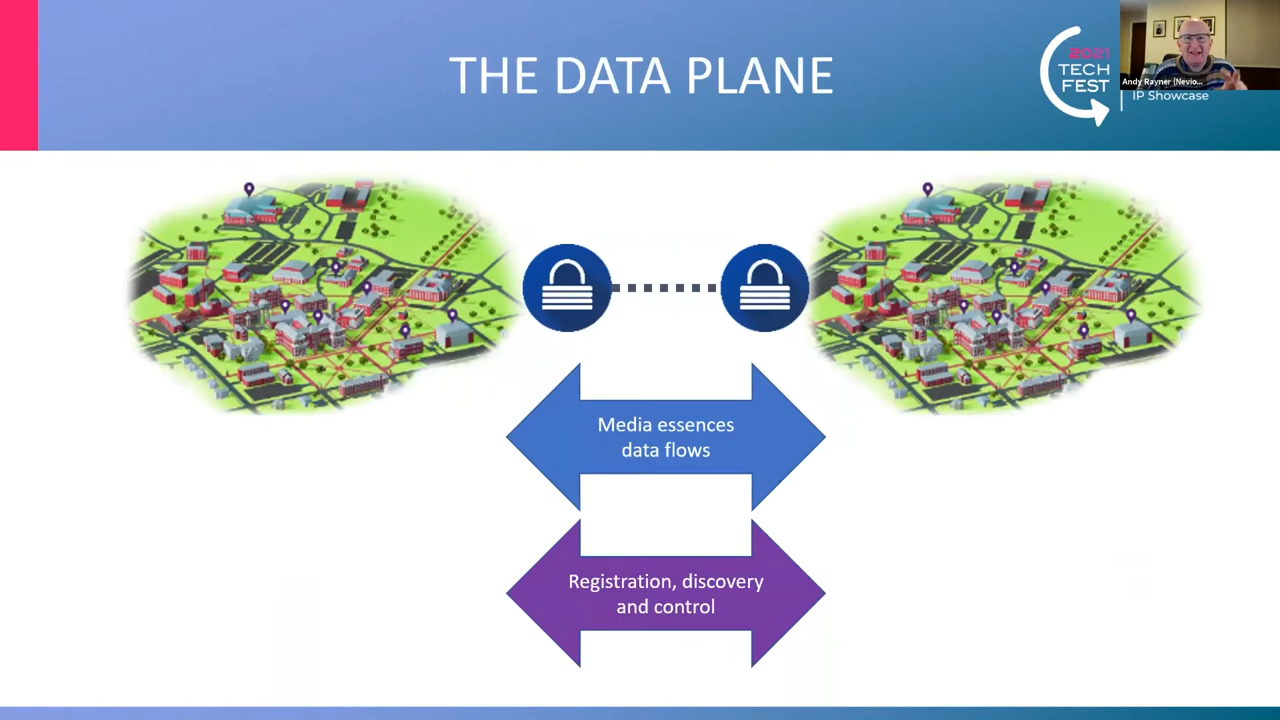 THE DATA PLANE
2021
TECH
FEST
IP Showcase
Andy Rayner (Nevio...
Media essences
data flows
Registration, discovery
and control